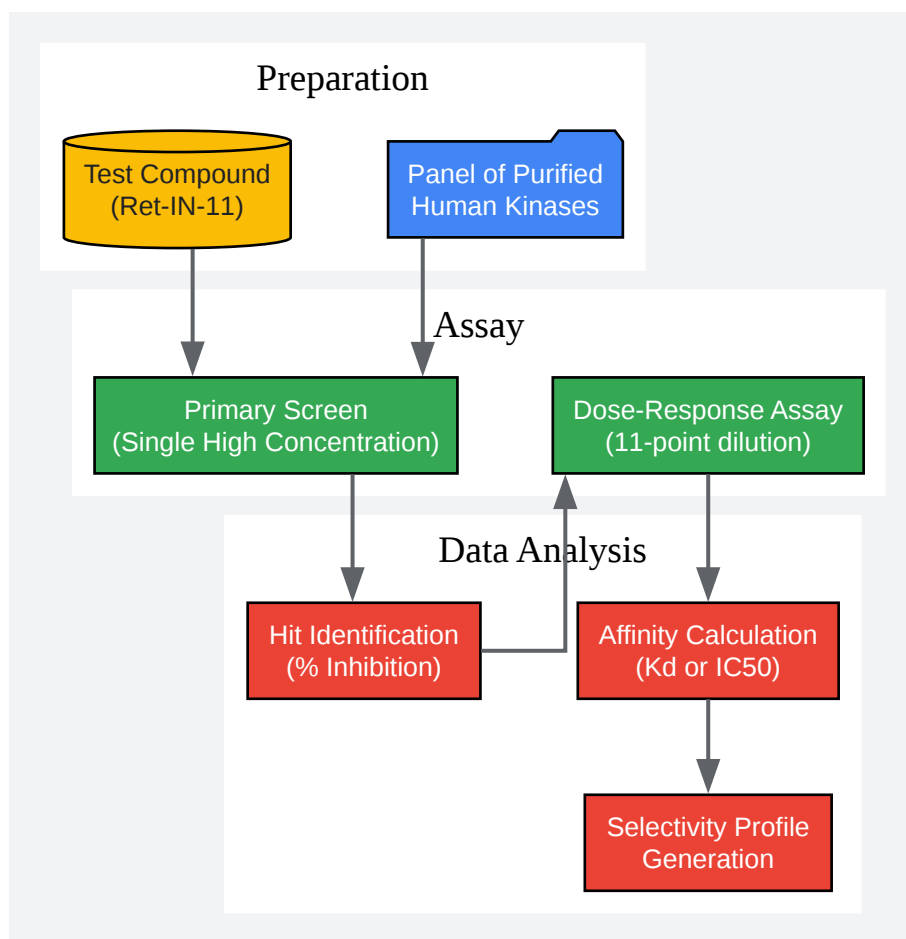 Preparation
Test Compound
(Ret-IN-11)
Panel of Purified
Human Kinases
Assay
Primary Screen
(Single High Concentration)
Dose-Response Assay
(11-point dilution)
Data Analysis
Hit Identification
(% Inhibition)
Affinity Calculation
(Kd or IC50)
Selectivity Profile
Generation